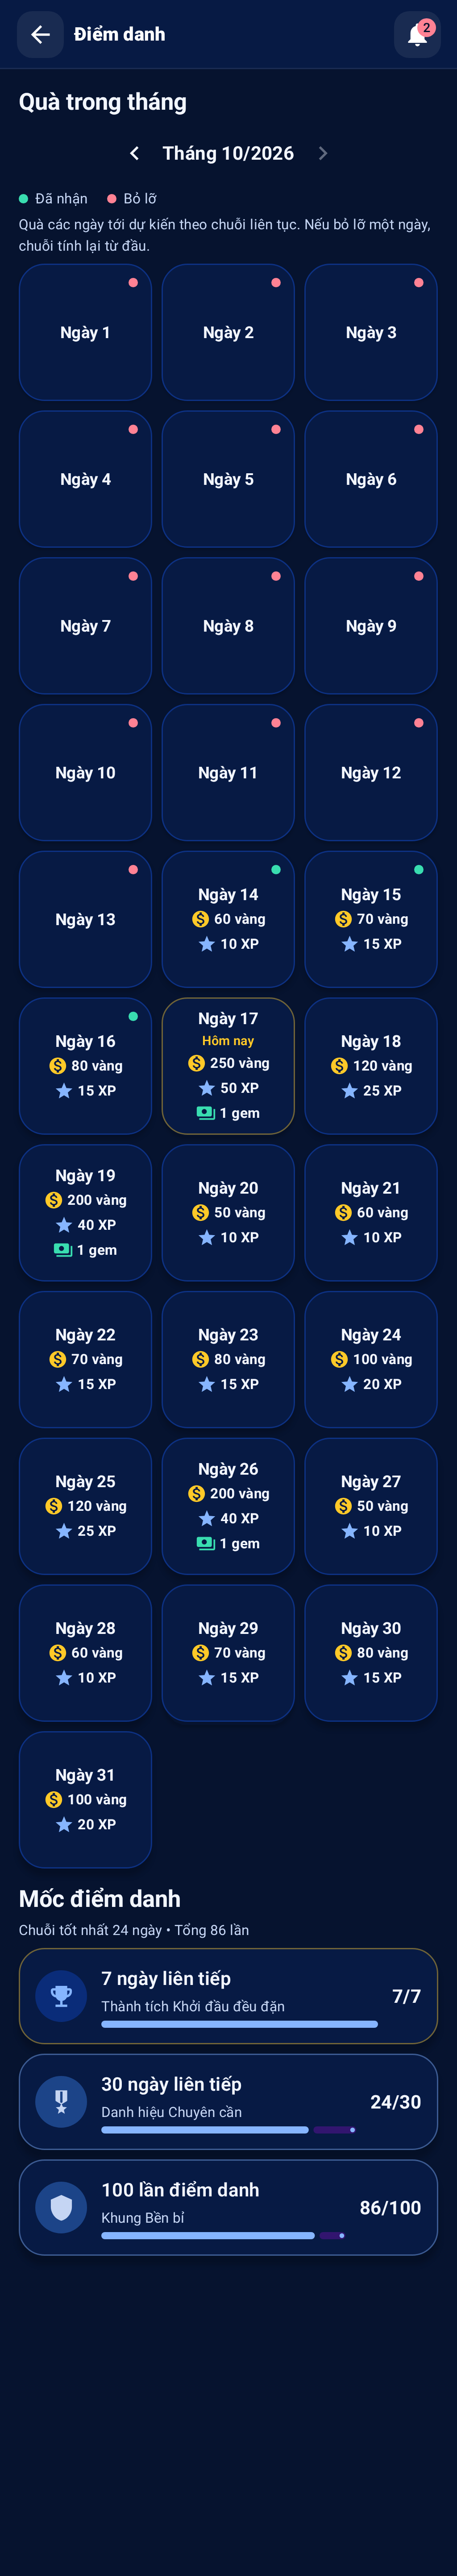 Điểm danh
2
Quà trong tháng
Tháng 10/2026
Đã nhận
Bỏ lỡ
Quà các ngày tới dự kiến theo chuỗi liên tục. Nếu bỏ lỡ một ngày,
chuỗi tính lại từ đầu.
Ngày 1
Ngày 2
Ngày 3
Ngày 4
Ngày 5
Ngày 6
Ngày 7
Ngày 8
Ngày 9
Ngày 10
Ngày 11
Ngày 12
Ngày 13
Ngày 14
60 vàng
10 XP
Ngày 15
70 vàng
15 XP
Ngày 16
80 vàng
15 XP
Ngày 17
Hôm nay
250 vàng
50 XP
1 gem
Ngày 18
120 vàng
25 XP
Ngày 19
200 vàng
40 XP
1 gem
Ngày 20
50 vàng
10 XP
Ngày 21
60 vàng
10 XP
Ngày 22
70 vàng
15 XP
Ngày 23
80 vàng
15 XP
Ngày 24
100 vàng
20 XP
Ngày 25
120 vàng
25 XP
Ngày 26
200 vàng
40 XP
1 gem
Ngày 27
50 vàng
10 XP
Ngày 28
60 vàng
10 XP
Ngày 29
70 vàng
15 XP
Ngày 30
80 vàng
15 XP
Ngày 31
100 vàng
20 XP
Mốc điểm danh
Chuỗi tốt nhất 24 ngày • Tổng 86 lần
7 ngày liên tiếp
Thành tích Khởi đầu đều đặn
7/7
30 ngày liên tiếp
Danh hiệu Chuyên cần
24/30
100 lần điểm danh
Khung Bền bỉ
86/100